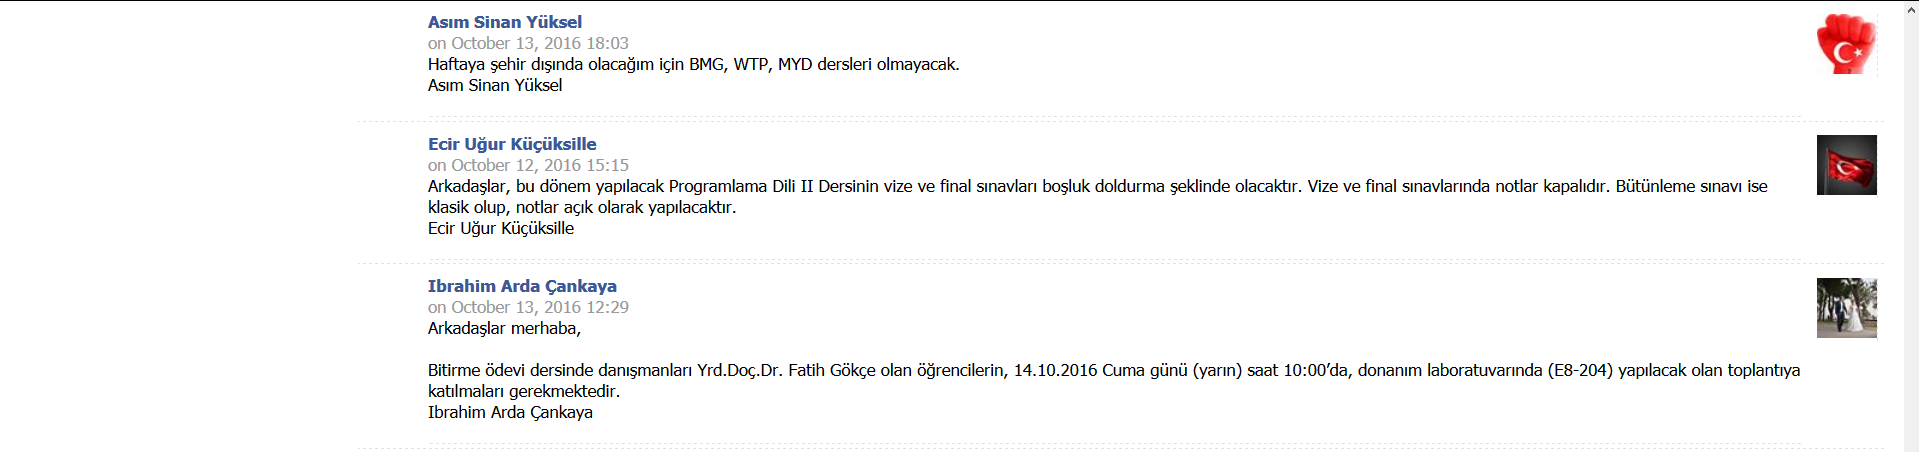 Asım Sinan Yüksel
on October 13, 2016 18:03
Haftaya şehir dışında olacağım için BMG, WTP, MYD dersleri olmayacak.
Asım Sinan Yüksel
Ecir Uğur Küçüksille
on October 12, 2016 15:15
Arkadaşlar, bu dönem yapılacak Programlama Dili II Dersinin vize ve final sınavları boşluk doldurma şeklinde olacaktır. Vize ve final sınavlarında notlar kapalıdır. Bütünleme sınavı ise
klasik olup, notlar açık olarak yapılacaktır.
Ecir Uğur Küçüksille
Ibrahim Arda Çankaya
on October 13, 2016 12:29
Arkadaşlar merhaba,
Bitirme ödevi dersinde danışmanları Yrd.Doç.Dr. Fatih Gökçe olan öğrencilerin, 14.10.2016 Cuma günü (yarın) saat 10:00’da, donanım laboratuvarında (E8-204) yapılacak olan toplantıya
katılmaları gerekmektedir.
Ibrahim Arda Çankaya